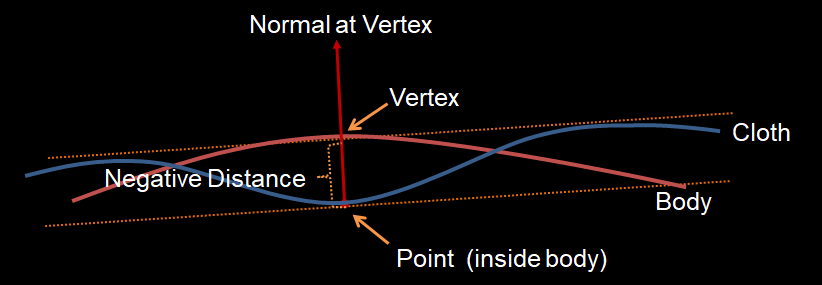 Normal at Vertex
Vertex
Cloth
Negative Distance
Body
Point (inside body)